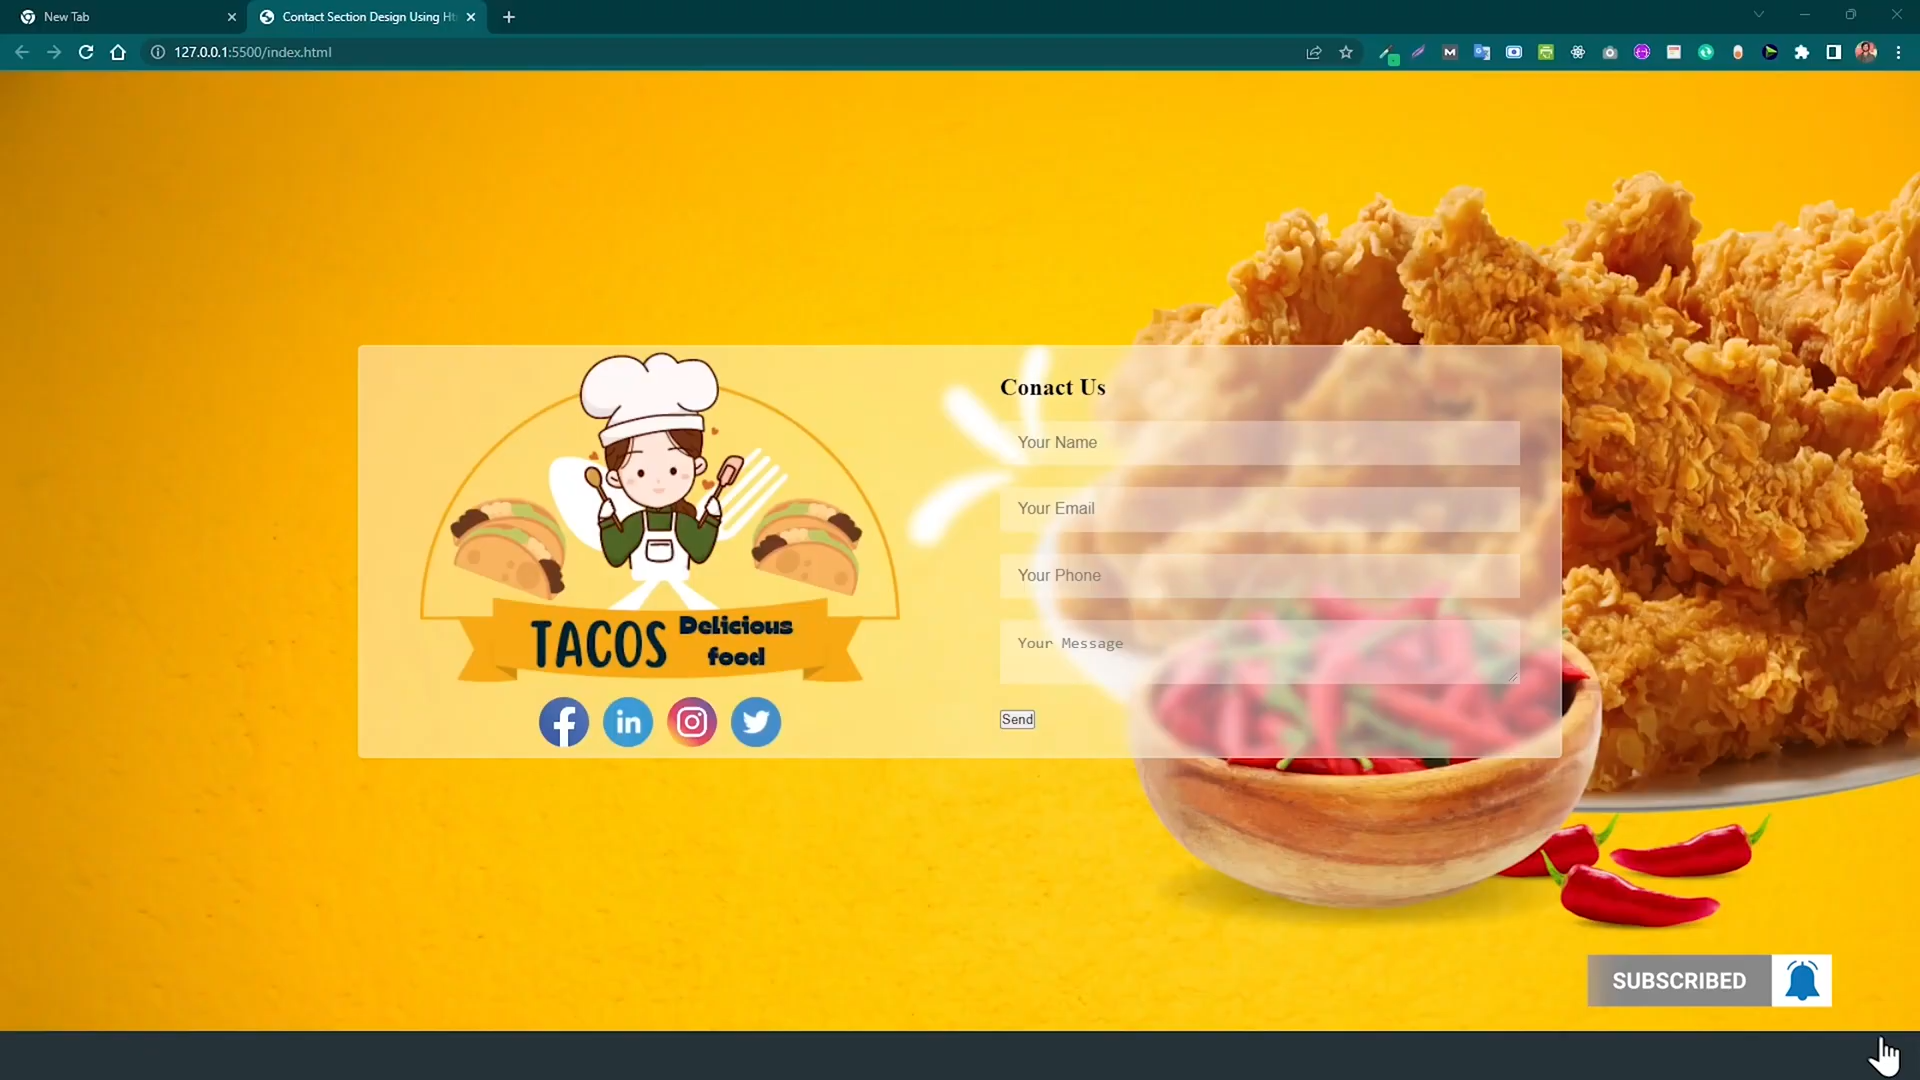 New Tab
Contact Section Design Using Ht
127.0.0.1:5500/index.html
Conact Us
Your Name
Your Email
Your Phone
Your Message
Send
TACOS Delicious
food
in
SUBSCRIBED